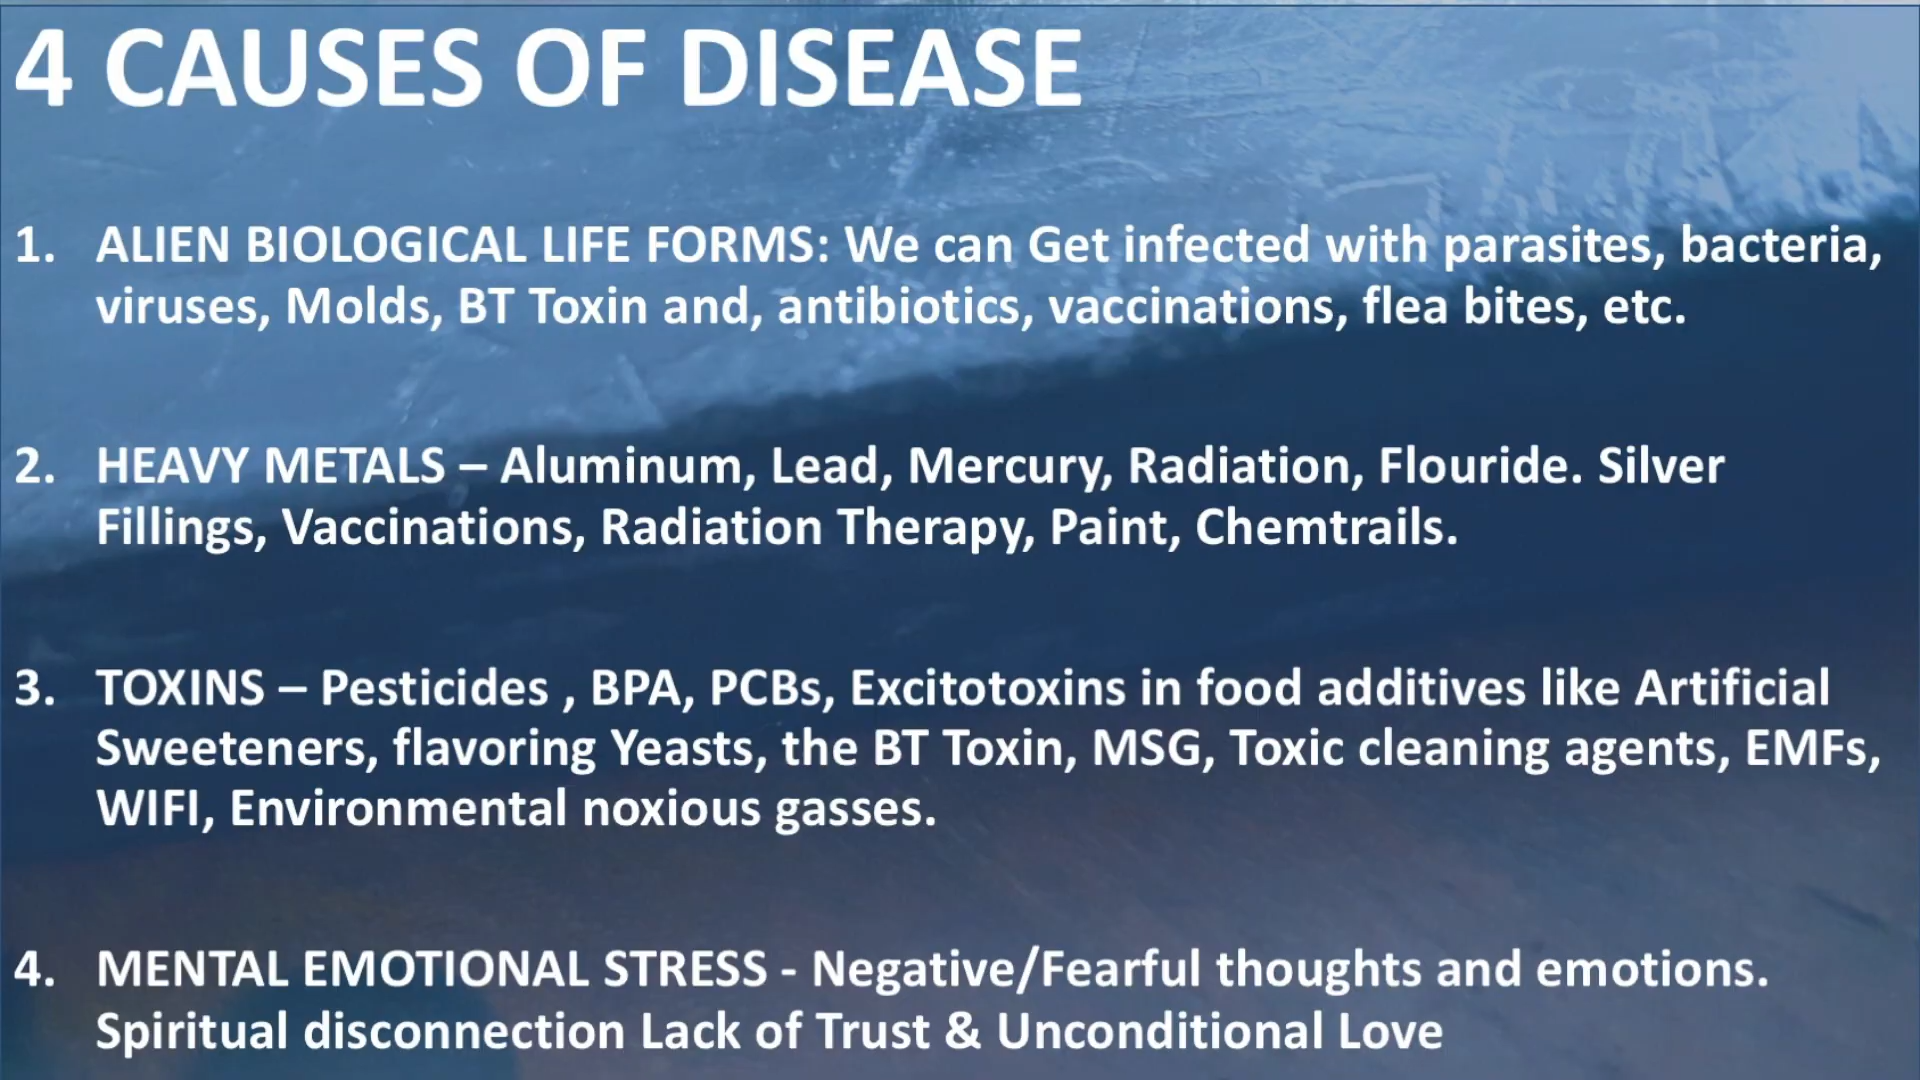 4 CAUSES OF DISEASE
1. ALIEN BIOLOGICAL LIFE FORMS: We can Get infected with parasites, bacteria,
viruses, Molds, BT Toxin and, antibiotics, vaccinations, flea bites, etc.
2. HEAVY METALS – Aluminum, Lead, Mercury, Radiation, Flouride. Silver
Fillings, Vaccinations, Radiation Therapy, Paint, Chemtrails.
3. TOXINS – Pesticides , BPA, PCBs, Excitotoxins in food additives like Artificial
Sweeteners, flavoring Yeasts, the BT Toxin, MSG, Toxic cleaning agents, EMFs,
WIFI, Environmental noxious gasses.
4. MENTAL EMOTIONAL STRESS - Negative/Fearful thoughts and emotions.
Spiritual disconnection Lack of Trust & Unconditional Love